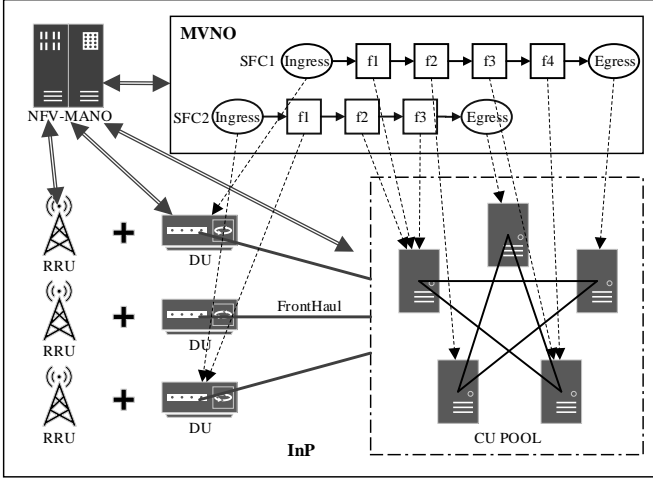 MVNO
SFC1 Ingress f1 f2 f3 f4 Egress
NFV-MANO
SFC2 Ingress f1 f2 f3 Egress
RRU DU
FrontHaul
RRU DU
RRU DU
CU POOL
InP